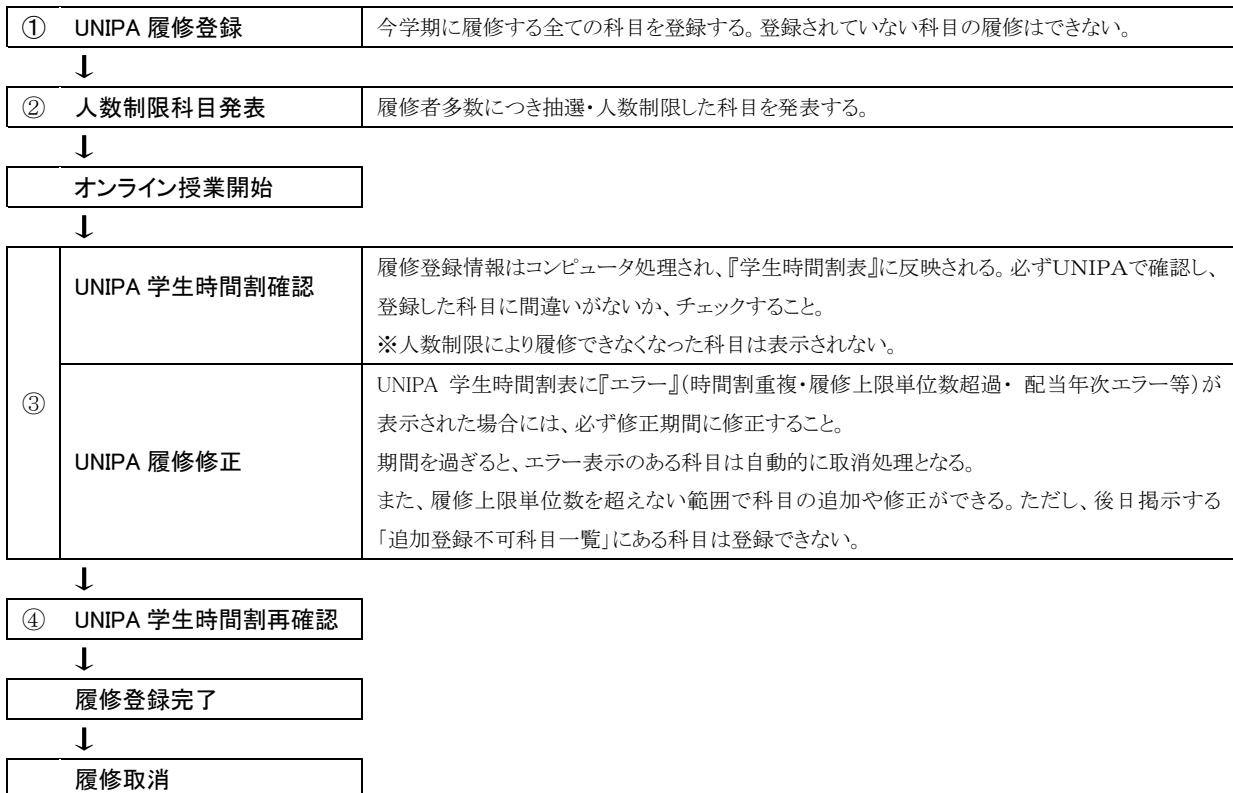 ① UNIPA 履修登録 今学期に履修する全ての科目を登録する。登録されていない科目の履修はできない。
↓
② 人数制限科目発表 履修者多数につき抽選・人数制限した科目を発表する。
↓
オンライン授業開始
↓
③
UNIPA 学生時間割確認
履修登録情報はコンピュータ処理され、『学生時間割表』に反映される。必ずUNIPAで確認し、
登録した科目に間違いがないか、チェックすること。
※人数制限により履修できなくなった科目は表示されない。
UNIPA 履修修正
UNIPA 学生時間割表に『エラー』(時間割重複・履修上限単位数超過・ 配当年次エラー等)が
表示された場合には、必ず修正期間に修正すること。
期間を過ぎると、エラー表示のある科目は自動的に取消処理となる。
また、履修上限単位数を超えない範囲で科目の追加や修正ができる。ただし、後日掲示する
「追加登録不可科目一覧」にある科目は登録できない。
↓
④ UNIPA 学生時間割再確認
↓
履修登録完了
↓
履修取消